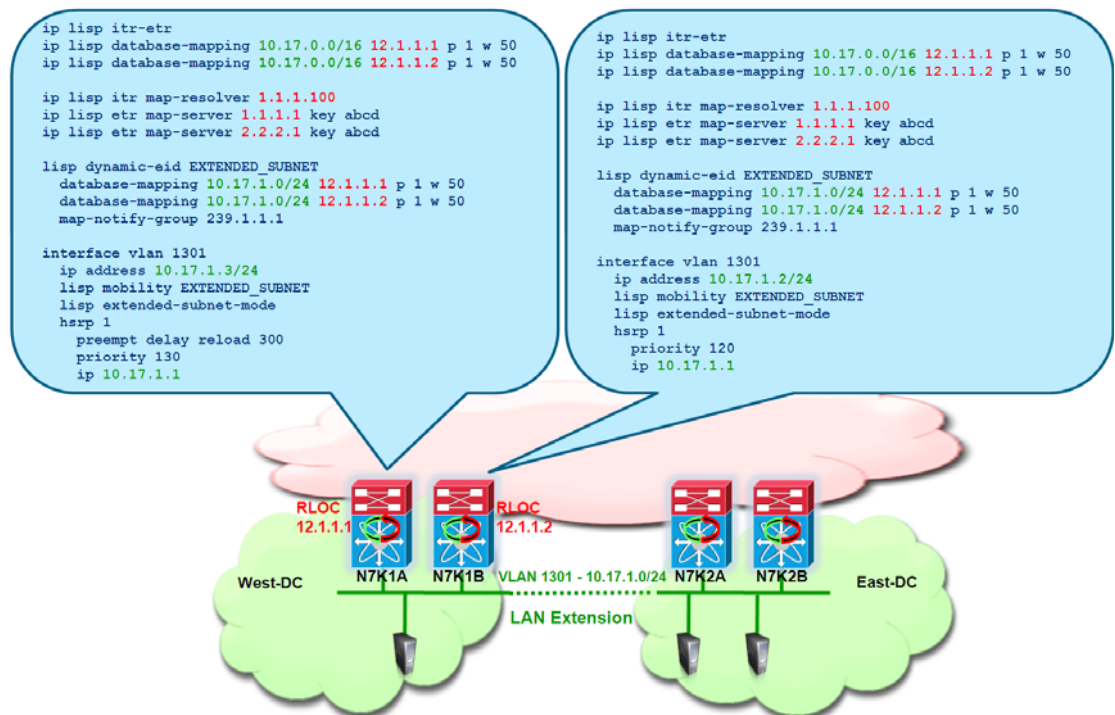 ip lisp itr-etr
ip lisp database-mapping 10.17.0.0/16 12.1.1.1 p 1 w 50
ip lisp database-mapping 10.17.0.0/16 12.1.1.2 p 1 w 50
ip lisp itr map-resolver 1.1.1.100
ip lisp etr map-server 1.1.1.1 key abcd
ip lisp etr map-server 2.2.2.1 key abcd
lisp dynamic-eid EXTENDED_SUBNET
database-mapping 10.17.1.0/24 12.1.1.1 p 1 w 50
database-mapping 10.17.1.0/24 12.1.1.2 p 1 w 50
map-notify-group 239.1.1.1
interface vlan 1301
ip address 10.17.1.3/24
lisp mobility EXTENDED_SUBNET
lisp extended-subnet-mode
hsrp 1
preempt delay reload 300
priority 130
ip 10.17.1.1
ip lisp itr-etr
ip lisp database-mapping 10.17.0.0/16 12.1.1.1 p 1 w 50
ip lisp database-mapping 10.17.0.0/16 12.1.1.2 p 1 w 50
ip lisp itr map-resolver 1.1.1.100
ip lisp etr map-server 1.1.1.1 key abcd
ip lisp etr map-server 2.2.2.1 key abcd
lisp dynamic-eid EXTENDED_SUBNET
database-mapping 10.17.1.0/24 12.1.1.1 p 1 w 50
database-mapping 10.17.1.0/24 12.1.1.2 p 1 w 50
map-notify-group 239.1.1.1
interface vlan 1301
ip address 10.17.1.2/24
lisp mobility EXTENDED_SUBNET
lisp extended-subnet-mode
hsrp 1
priority 120
ip 10.17.1.1
RLOC
12.1.1.1
RLOC
12.1.1.2
West-DC
N7K1A
N7K1B
VLAN 1301 - 10.17.1.0/24
N7K2A
N7K2B
East-DC
LAN Extension